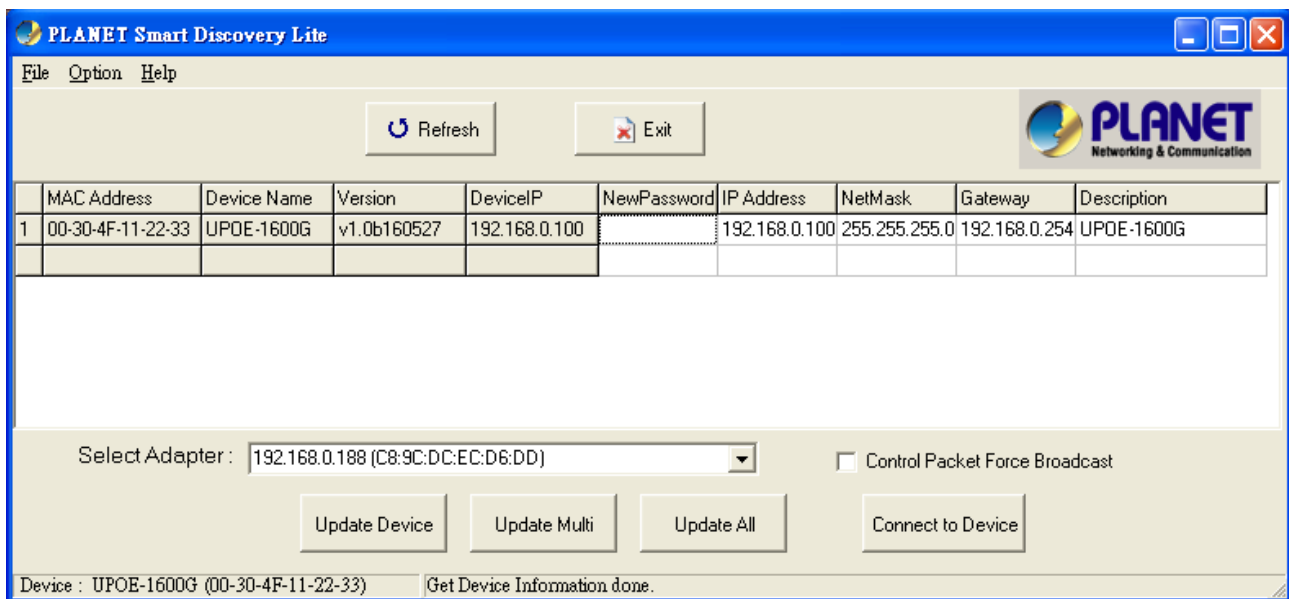 PLANET Smart Discovery Lite
File Option Help
Refresh Exit
PLANET
Networking & Communication
MAC Address Device Name Version DeviceIP NewPassword IP Address NetMask Gateway Description
1 00-30-4F-11-22-33 UPOE-1600G v1.0b160527 192.168.0.100 192.168.0.100 255.255.255.0 192.168.0.254 UPOE-1600G
Select Adapter : 192.168.0.188 (C8:9C:DC:EC:D6:DD) Control Packet Force Broadcast
Update Device Update Multi Update All Connect to Device
Device : UPOE-1600G (00-30-4F-11-22-33) Get Device Information done.